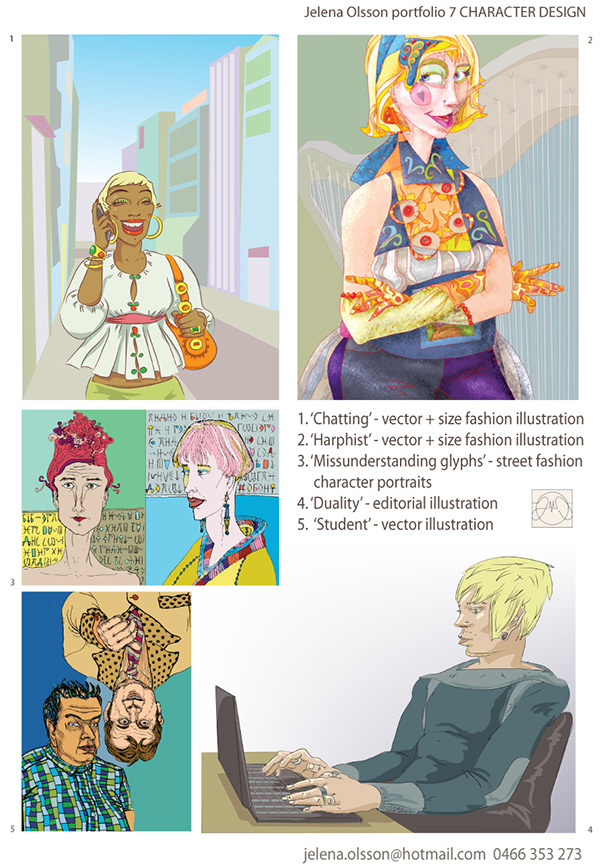 Jelena Olsson portfolio 7 CHARACTER DESIGN
1
2
1. ‘Chatting’ - vector + size fashion illustration
2. ‘Harphist’ - vector + size fashion illustration
3. ‘Missunderstanding glyphs’ - street fashion
character portraits
4. ‘Duality’ - editorial illustration
5. ‘Student’ - vector illustration
3
5
4
jelena.olsson@hotmail.com 0466 353 273